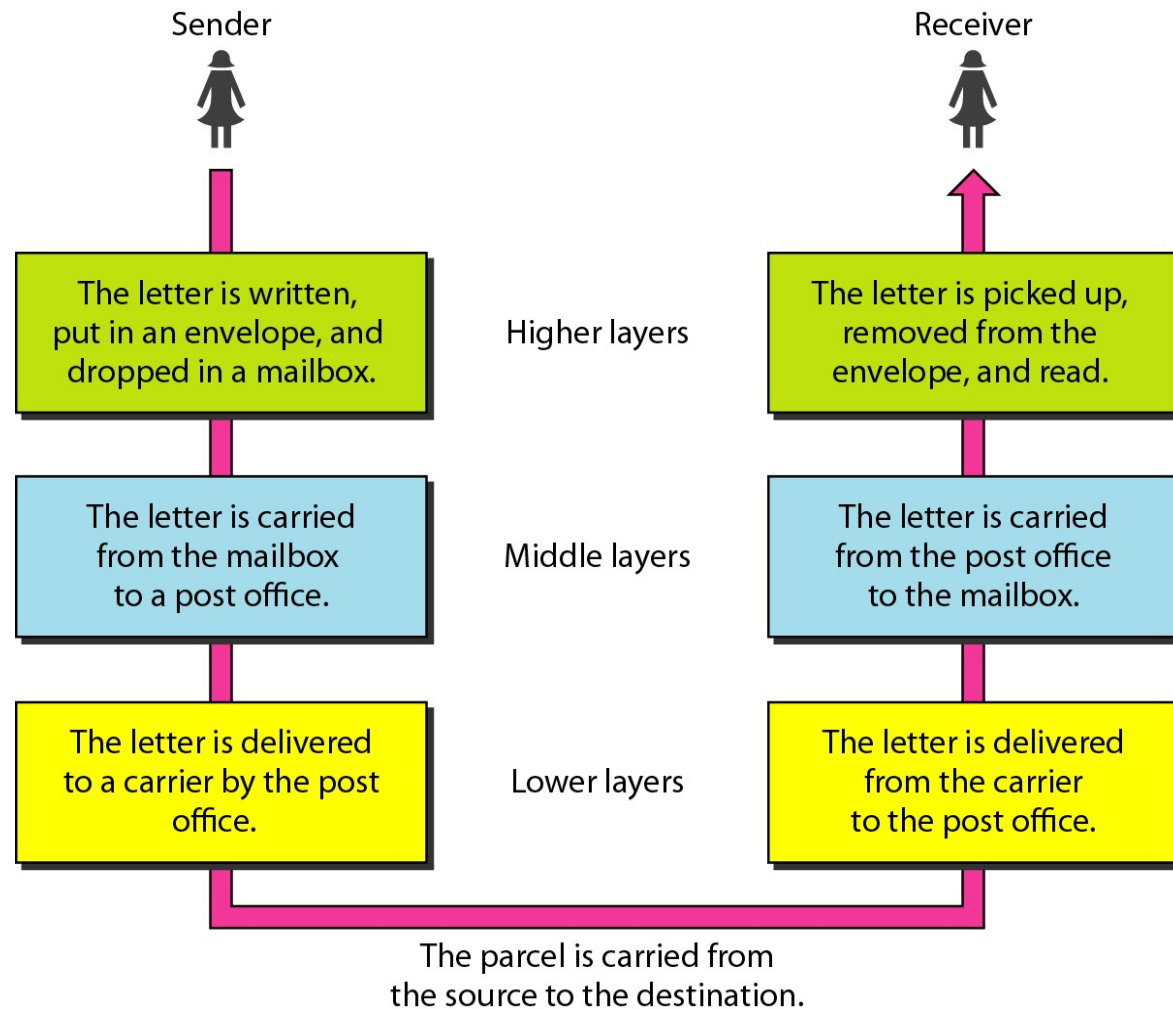 Sender
Receiver
The letter is written,
put in an envelope, and
dropped in a mailbox.
Higher layers
The letter is picked up,
removed from the
envelope, and read.
The letter is carried
from the mailbox
to a post office.
Middle layers
The letter is carried
from the post office
to the mailbox.
The letter is delivered
to a carrier by the post
office.
Lower layers
The letter is delivered
from the carrier
to the post office.
The parcel is carried from
the source to the destination.